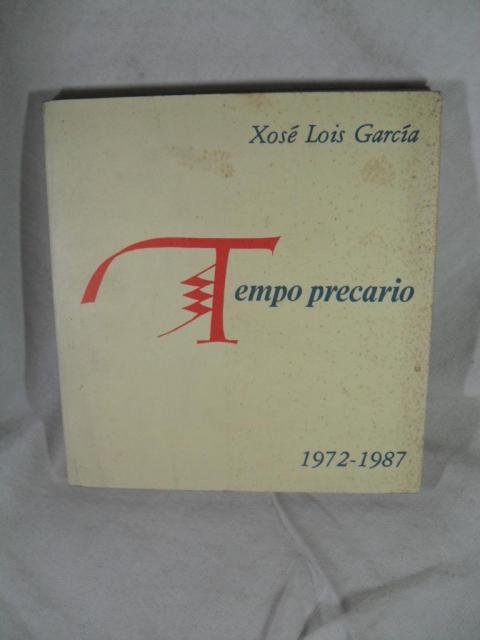 Xosé Lois García
Tempo precario
1972-1987